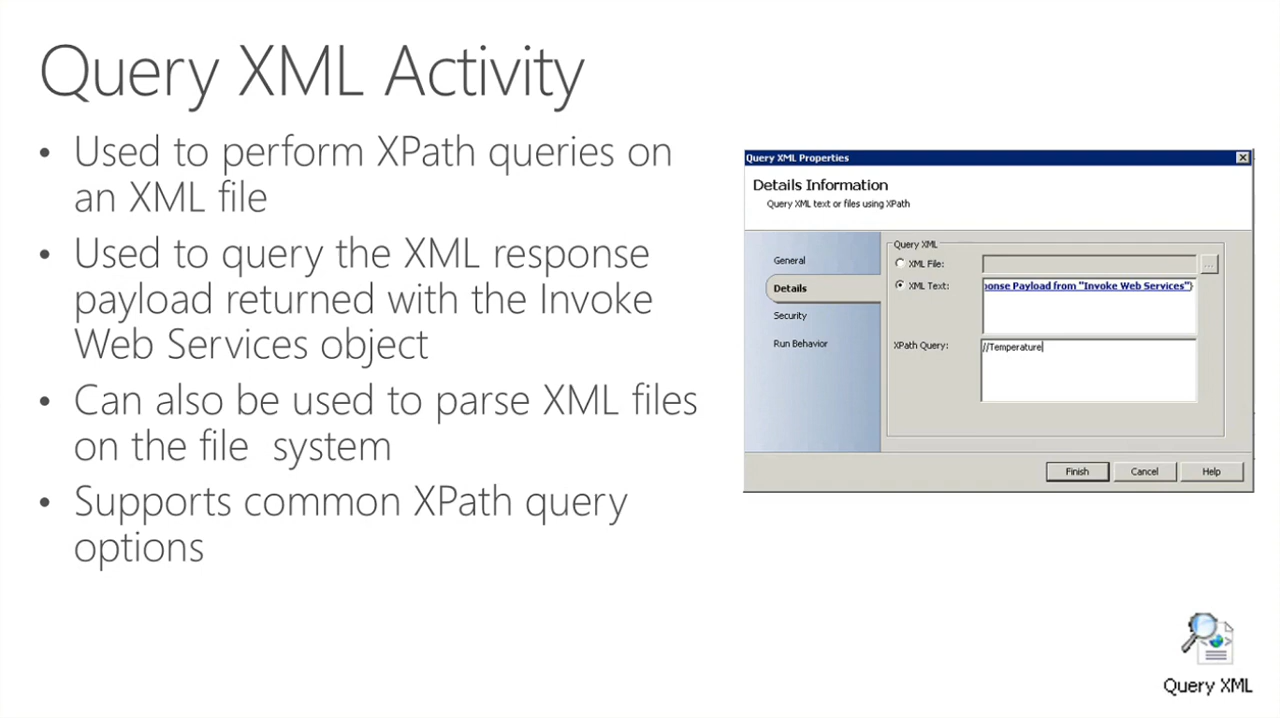 Query XML Activity
• Used to perform XPath queries on
an XML file
• Used to query the XML response
payload returned with the Invoke
Web Services object
• Can also be used to parse XML files
on the file  system
• Supports common XPath query
options
Query XML Properties
Details Information
Query XML text or files using XPath
General
Details
Security
Run Behavior
Query XML
XML File:
...
XML Text:
onse Payload from "Invoke Web Services"}
XPath Query:
//Temperature
Finish
Cancel
Help
Query XML